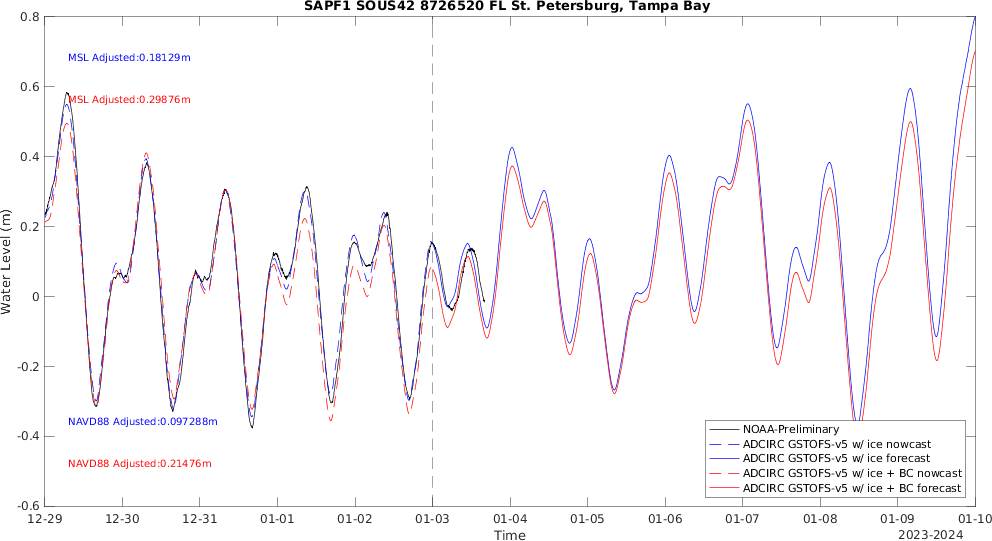 SAPF1 SOUS42 8726520 FL St. Petersburg, Tampa Bay
0.8
MSL Adjusted:0.18129m
0.6
MSL Adjusted:0.29876m
0.4
0.2
Water Level (m)
0
-0.2
NAVD88 Adjusted:0.097288m
-0.4
NAVD88 Adjusted:0.21476m
-0.6
NOAA-Preliminary
ADCIRC GSTOFS-v5 w/ ice nowcast
ADCIRC GSTOFS-v5 w/ ice forecast
ADCIRC GSTOFS-v5 w/ ice + BC nowcast
ADCIRC GSTOFS-v5 w/ ice + BC forecast
12-29 12-30 12-31 01-01 01-02 01-03 01-04 01-05 01-06 01-07 01-08 01-09 01-10
Time
2023-2024